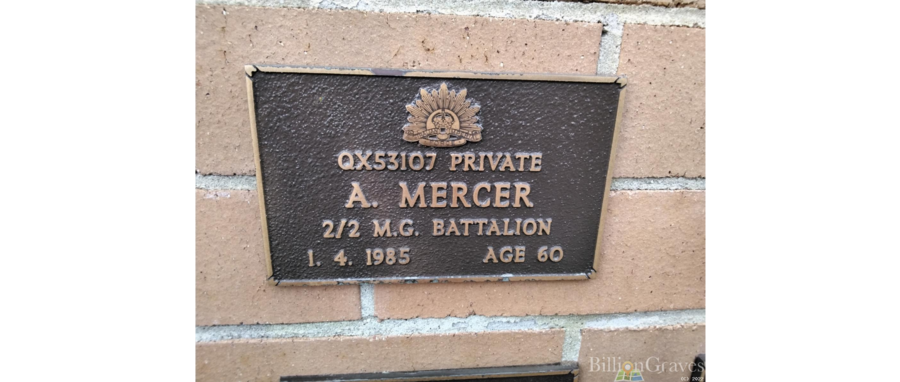 QX53107 PRIVATE
A. MERCER
2/2 M.G. BATTALION
1. 4. 1985 AGE 60
BillionGraves